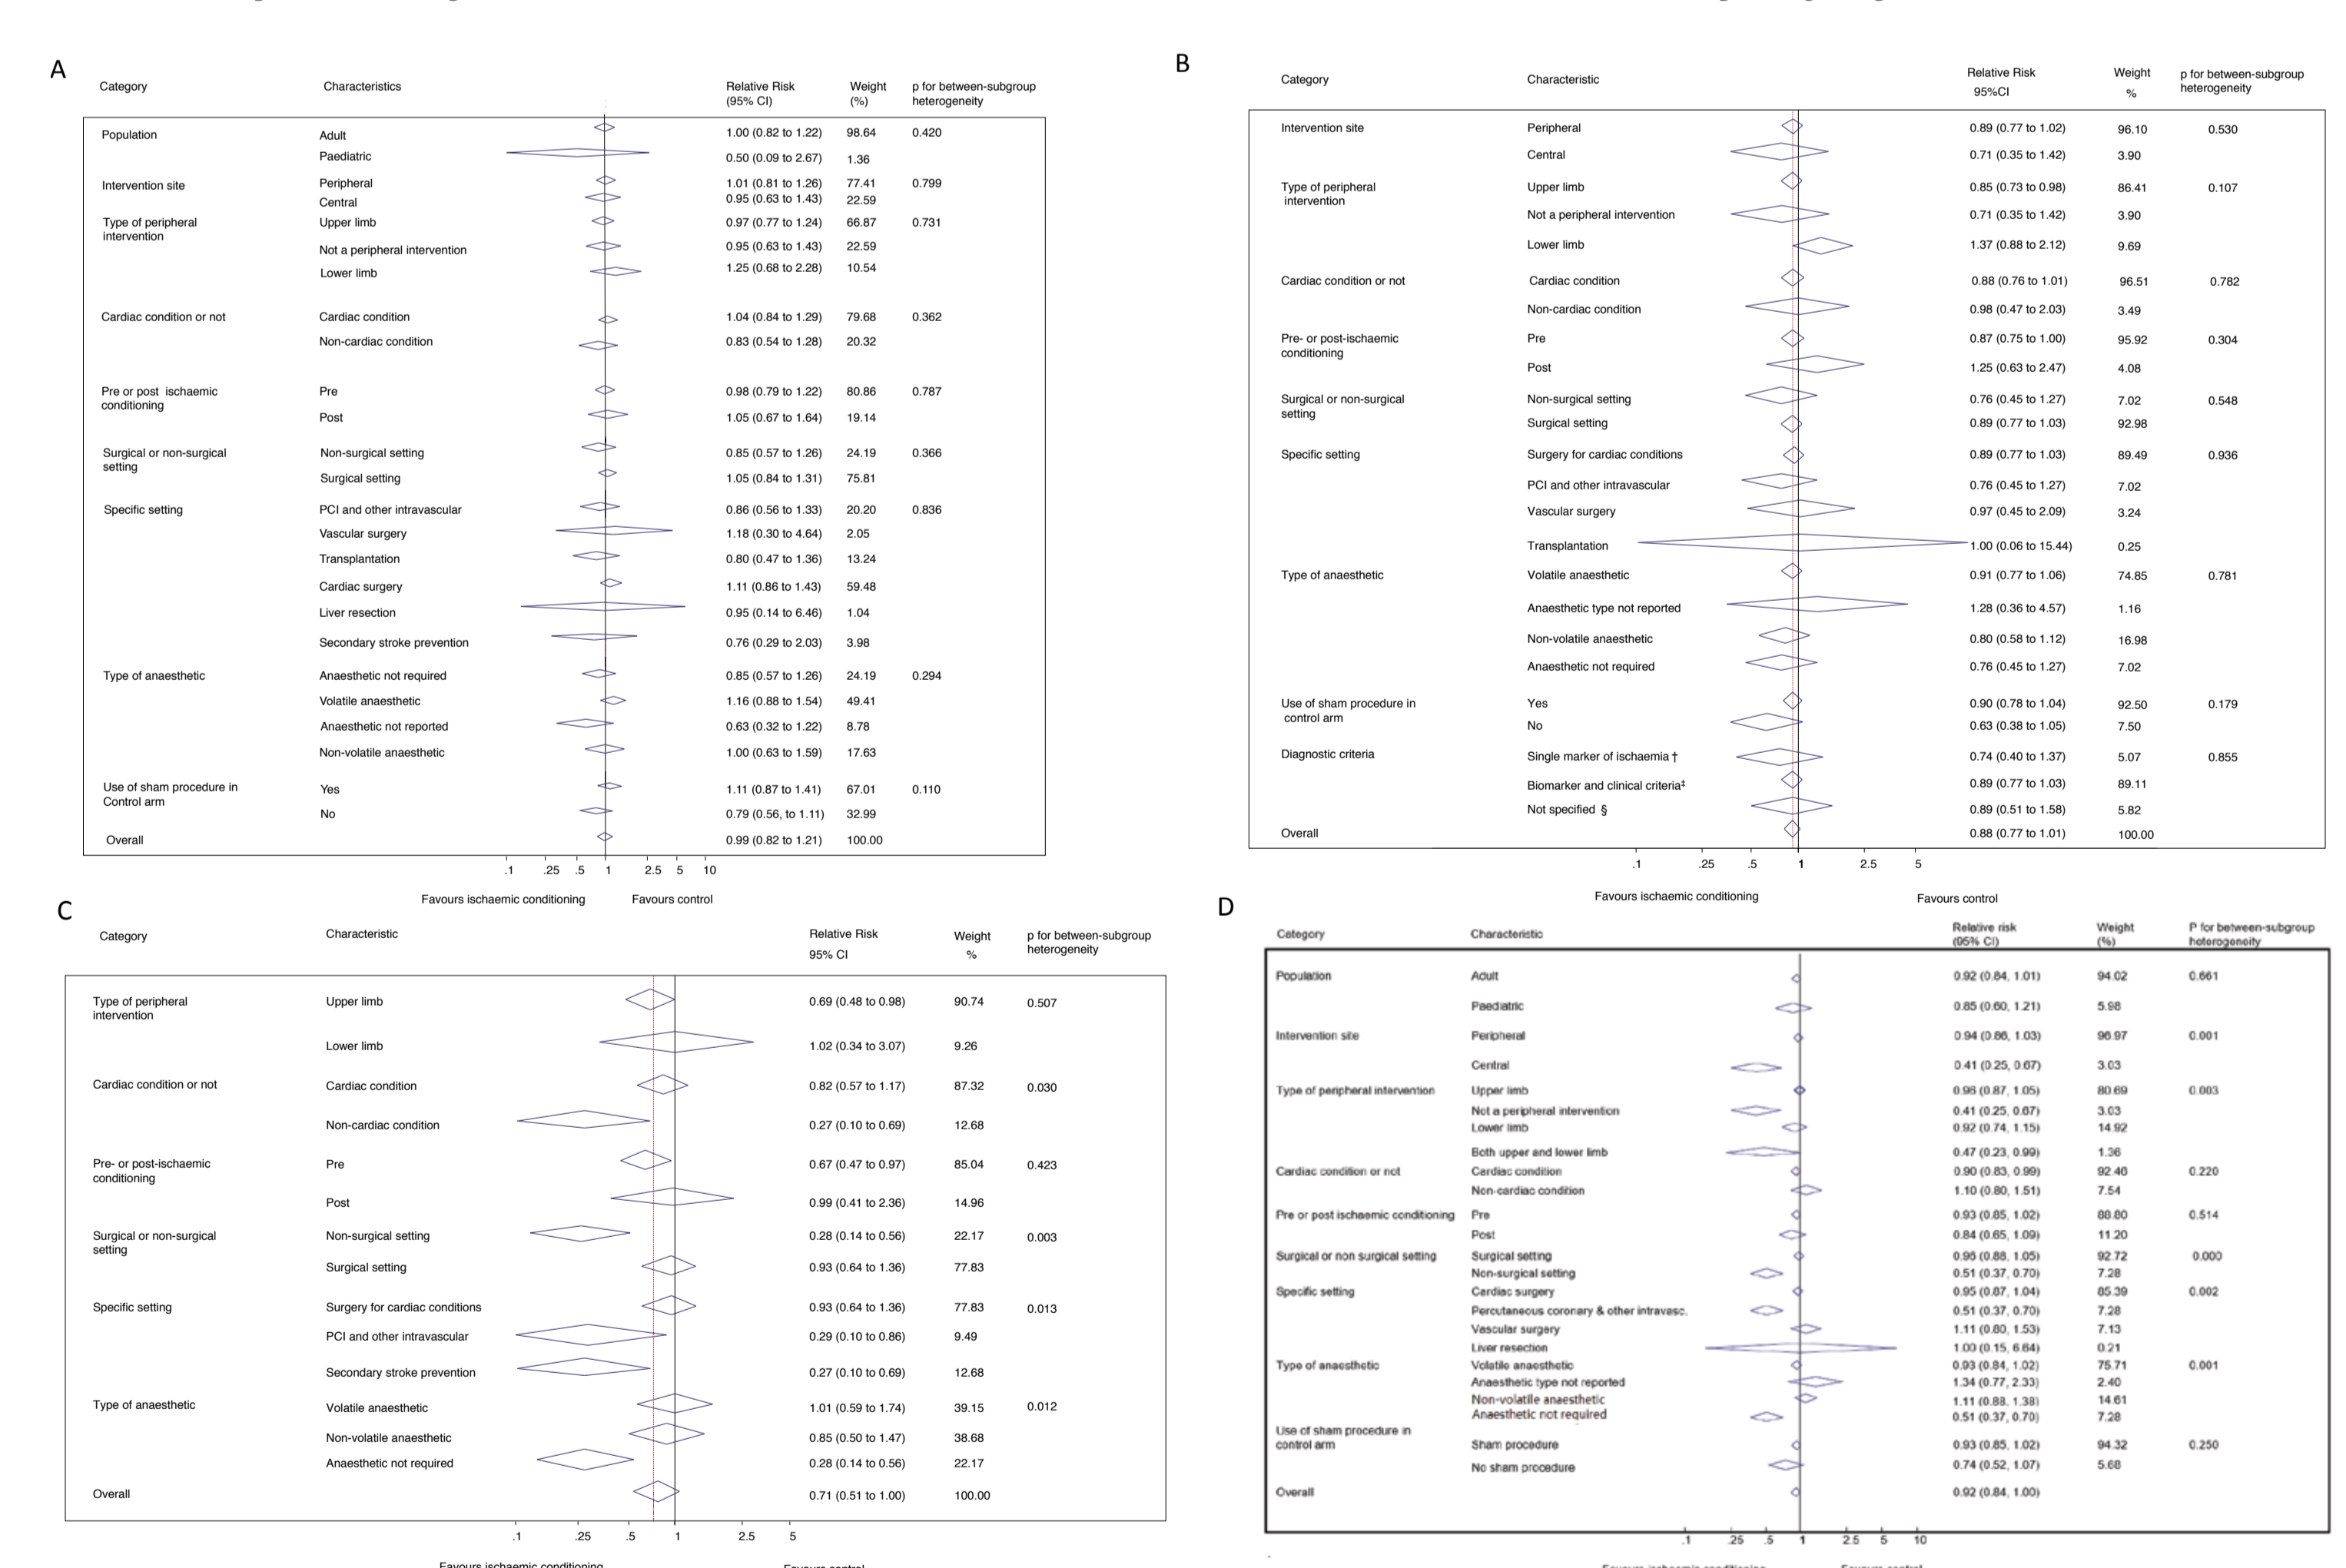 A
Category Characteristics Relative Risk (95% CI) Weight (%) p for between-subgroup heterogeneity
Population Adult 1.00 (0.82 to 1.22) 98.64 0.420
Paediatric 0.50 (0.09 to 2.67) 1.36
Intervention site Peripheral 1.01 (0.81 to 1.26) 77.41 0.799
Central 0.95 (0.63 to 1.43) 22.59
Type of peripheral intervention Upper limb 0.97 (0.77 to 1.24) 66.87 0.731
Not a peripheral intervention 0.95 (0.63 to 1.43) 22.59
Lower limb 1.25 (0.68 to 2.28) 10.54
Cardiac condition or not Cardiac condition 1.04 (0.84 to 1.29) 79.68 0.362
Non-cardiac condition 0.83 (0.54 to 1.28) 20.32
Pre or post ischaemic conditioning Pre 0.98 (0.79 to 1.22) 80.86 0.787
Post 1.05 (0.67 to 1.64) 19.14
Surgical or non-surgical setting Non-surgical setting 0.85 (0.57 to 1.26) 24.19 0.366
Surgical setting 1.05 (0.84 to 1.31) 75.81
Specific setting PCI and other intravascular 0.86 (0.56 to 1.33) 20.20 0.836
Vascular surgery 1.18 (0.30 to 4.64) 2.05
Transplantation 0.80 (0.47 to 1.36) 13.24
Cardiac surgery 1.11 (0.86 to 1.43) 59.48
Liver resection 0.95 (0.14 to 6.46) 1.04
Secondary stroke prevention 0.76 (0.29 to 2.03) 3.98
Type of anaesthetic Anaesthetic not required 0.85 (0.57 to 1.26) 24.19 0.294
Volatile anaesthetic 1.16 (0.88 to 1.54) 49.41
Anaesthetic not reported 0.63 (0.32 to 1.22) 8.78
Non-volatile anaesthetic 1.00 (0.63 to 1.59) 17.63
Use of sham procedure in Control arm Yes 1.11 (0.87 to 1.41) 67.01 0.110
No 0.79 (0.56, to 1.11) 32.99
Overall 0.99 (0.82 to 1.21) 100.00
.1 .25 .5 1 2.5 5 10
Favours ischaemic conditioning Favours control
B
Category Characteristic Relative Risk 95%CI Weight % p for between-subgroup heterogeneity
Intervention site Peripheral 0.89 (0.77 to 1.02) 96.10 0.530
Central 0.71 (0.35 to 1.42) 3.90
Type of peripheral intervention Upper limb 0.85 (0.73 to 0.98) 86.41 0.107
Not a peripheral intervention 0.71 (0.35 to 1.42) 3.90
Lower limb 1.37 (0.88 to 2.12) 9.69
Cardiac condition or not Cardiac condition 0.88 (0.76 to 1.01) 96.51 0.782
Non-cardiac condition 0.98 (0.47 to 2.03) 3.49
Pre- or post-ischaemic conditioning Pre 0.87 (0.75 to 1.00) 95.92 0.304
Post 1.25 (0.63 to 2.47) 4.08
Surgical or non-surgical setting Non-surgical setting 0.76 (0.45 to 1.27) 7.02 0.548
Surgical setting 0.89 (0.77 to 1.03) 92.98
Specific setting Surgery for cardiac conditions 0.89 (0.77 to 1.03) 89.49 0.936
PCI and other intravascular 0.76 (0.45 to 1.27) 7.02
Vascular surgery 0.97 (0.45 to 2.09) 3.24
Transplantation 1.00 (0.06 to 15.44) 0.25
Type of anaesthetic Volatile anaesthetic 0.91 (0.77 to 1.06) 74.85 0.781
Anaesthetic type not reported 1.28 (0.36 to 4.57) 1.16
Non-volatile anaesthetic 0.80 (0.58 to 1.12) 16.98
Anaesthetic not required 0.76 (0.45 to 1.27) 7.02
Use of sham procedure in control arm Yes 0.90 (0.78 to 1.04) 92.50 0.179
No 0.63 (0.38 to 1.05) 7.50
Diagnostic criteria Single marker of ischaemia † 0.74 (0.40 to 1.37) 5.07 0.855
Biomarker and clinical criteria‡ 0.89 (0.77 to 1.03) 89.11
Not specified § 0.89 (0.51 to 1.58) 5.82
Overall 0.88 (0.77 to 1.01) 100.00
.1 .25 .5 1 2.5 5
Favours ischaemic conditioning Favours control
C
Category Characteristic Relative Risk 95% CI Weight % p for between-subgroup heterogeneity
Type of peripheral intervention Upper limb 0.69 (0.48 to 0.98) 90.74 0.507
Lower limb 1.02 (0.34 to 3.07) 9.26
Cardiac condition or not Cardiac condition 0.82 (0.57 to 1.17) 87.32 0.030
Non-cardiac condition 0.27 (0.10 to 0.69) 12.68
Pre- or post-ischaemic conditioning Pre 0.67 (0.47 to 0.97) 85.04 0.423
Post 0.99 (0.41 to 2.36) 14.96
Surgical or non-surgical setting Non-surgical setting 0.28 (0.14 to 0.56) 22.17 0.003
Surgical setting 0.93 (0.64 to 1.36) 77.83
Specific setting Surgery for cardiac conditions 0.93 (0.64 to 1.36) 77.83 0.013
PCI and other intravascular 0.29 (0.10 to 0.86) 9.49
Secondary stroke prevention 0.27 (0.10 to 0.69) 12.68
Type of anaesthetic Volatile anaesthetic 1.01 (0.59 to 1.74) 39.15 0.012
Non-volatile anaesthetic 0.85 (0.50 to 1.47) 38.68
Anaesthetic not required 0.28 (0.14 to 0.56) 22.17
Overall 0.71 (0.51 to 1.00) 100.00
.1 .25 .5 1 2.5 5
Favours ischaemic conditioning Favours control
D
Category Characteristic Relative risk (95% CI) Weight (%) P for between-subgroup heterogeneity
Population Adult 0.92 (0.84, 1.01) 94.02 0.661
Paediatric 0.85 (0.60, 1.21) 5.98
Intervention site Peripheral 0.94 (0.86, 1.03) 96.97 0.001
Central 0.41 (0.25, 0.67) 3.03
Type of peripheral intervention Upper limb 0.96 (0.87, 1.05) 80.69 0.003
Not a peripheral intervention 0.41 (0.25, 0.67) 3.03
Lower limb 0.92 (0.74, 1.15) 14.92
Both upper and lower limb 0.47 (0.23, 0.99) 1.36
Cardiac condition or not Cardiac condition 0.90 (0.83, 0.99) 92.46 0.220
Non-cardiac condition 1.10 (0.80, 1.51) 7.54
Pre or post ischaemic conditioning Pre 0.93 (0.85, 1.02) 88.80 0.514
Post 0.84 (0.65, 1.09) 11.20
Surgical or non surgical setting Surgical setting 0.96 (0.88, 1.05) 92.72 0.000
Non-surgical setting 0.51 (0.37, 0.70) 7.28
Specific setting Cardiac surgery 0.95 (0.87, 1.04) 85.39 0.002
Percutaneous coronary & other intravasc. 0.51 (0.37, 0.70) 7.28
Vascular surgery 1.11 (0.80, 1.53) 7.13
Liver resection 1.00 (0.15, 6.64) 0.21
Type of anaesthetic Volatile anaesthetic 0.93 (0.84, 1.02) 75.71 0.001
Anaesthetic type not reported 1.34 (0.77, 2.33) 2.40
Non-volatile anaesthetic 1.11 (0.88, 1.38) 14.61
Anaesthetic not required 0.51 (0.37, 0.70) 7.28
Use of sham procedure in control arm Sham procedure 0.93 (0.85, 1.02) 94.32 0.250
No sham procedure 0.74 (0.52, 1.07) 5.68
Overall 0.92 (0.84, 1.00)
.1 .25 .5 1 2.5 5 10
Favours ischaemic conditioning Favours control